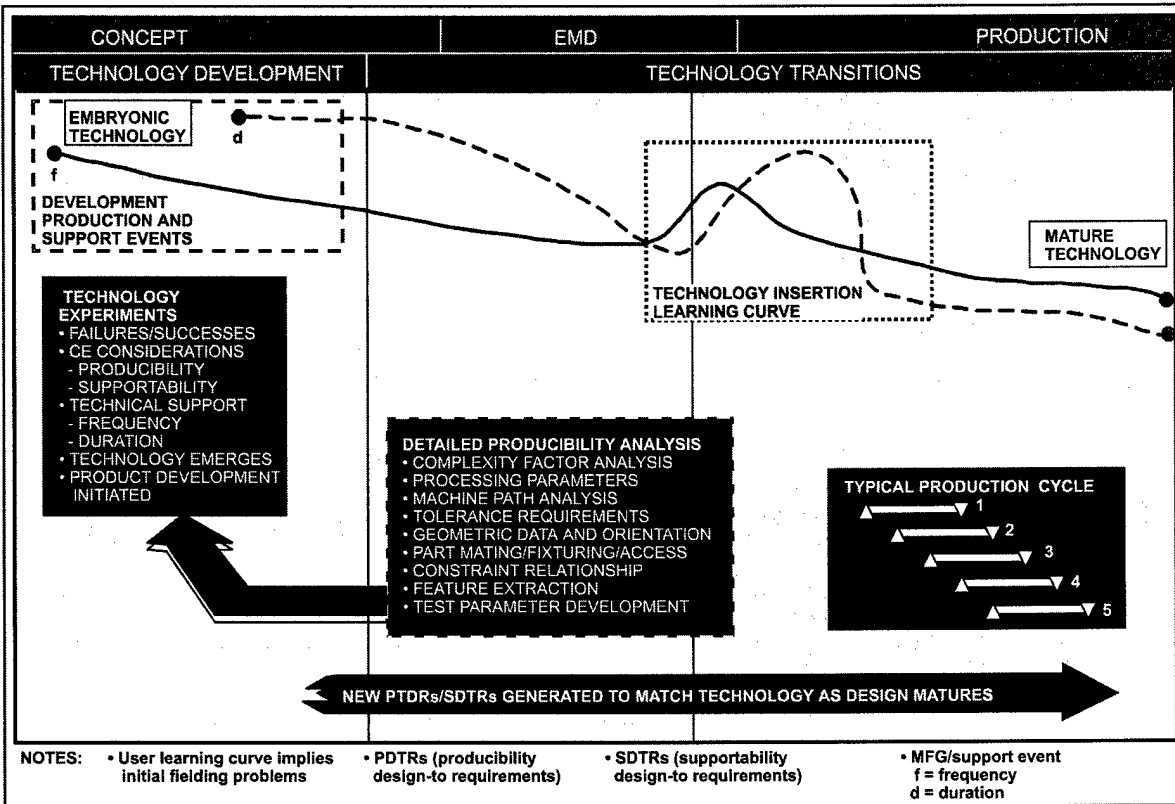 CONCEPT
EMD
PRODUCTION
TECHNOLOGY DEVELOPMENT
TECHNOLOGY TRANSITIONS
EMBRYONIC
TECHNOLOGY
d
f
DEVELOPMENT
PRODUCTION AND
SUPPORT EVENTS
TECHNOLOGY INSERTION
LEARNING CURVE
MATURE
TECHNOLOGY
TECHNOLOGY
EXPERIMENTS
• FAILURES/SUCCESSES
• CE CONSIDERATIONS
- PRODUCIBILITY
- SUPPORTABILITY
• TECHNICAL SUPPORT
- FREQUENCY
- DURATION
• TECHNOLOGY EMERGES
• PRODUCT DEVELOPMENT
INITIATED
DETAILED PRODUCIBILITY ANALYSIS
• COMPLEXITY FACTOR ANALYSIS
• PROCESSING PARAMETERS
• MACHINE PATH ANALYSIS
• TOLERANCE REQUIREMENTS
• GEOMETRIC DATA AND ORIENTATION
• PART MATING/FIXTURING/ACCESS
• CONSTRAINT RELATIONSHIP
• FEATURE EXTRACTION
• TEST PARAMETER DEVELOPMENT
TYPICAL PRODUCTION CYCLE
1
2
3
4
5
NEW PTDRs/SDTRs GENERATED TO MATCH TECHNOLOGY AS DESIGN MATURES
NOTES:
• User learning curve implies
initial fielding problems
• PDTRs (producibility
design-to requirements)
• SDTRs (supportability
design-to requirements)
• MFG/support event
f = frequency
d = duration